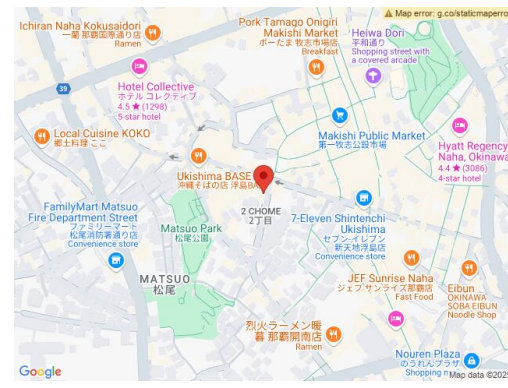 Map error: g.co/staticmaperro
Ichiran Naha Kokusaidori
一蘭 那覇国際通り店
Ramen
Pork Tamago Onigiri
Makishi Market
ポーたま 牧志市場店
Breakfast
Heiwa Dori
平和通り
Shopping street with
a covered arcade
39
Hotel Collective
ホテル コレクティブ
4.5 ★ (1298)
5-star hotel
Makishi Public Market
第一牧志公設市場
Local Cuisine KOKO
郷土料理 ここ
Hyatt Regency
Naha, Okinawa
4.4 ★ (3086)
4-star hotel
Ukishima BASE
沖縄そばの店 浮島BA
FamilyMart Matsuo
Fire Department Street
ファミリーマート
松尾消防署通り店
Convenience store
Matsuo Park
松尾公園
2 CHOME
2丁目
7-Eleven Shintenchi
Ukishima
セブン-イレブン
新天地浮島店
Convenience store
MATSUO
松尾
JEF Sunrise Naha
ジェフ サンライズ那覇店
Fast Food
Eibun
OKINAWA
SOBA EIBUN
Noodle Shop
烈火ラーメン暖
暮 那覇開南店
Ramen
Nouren Plaza
のうれんプラザ
Shopping m
Google
Map data ©2025